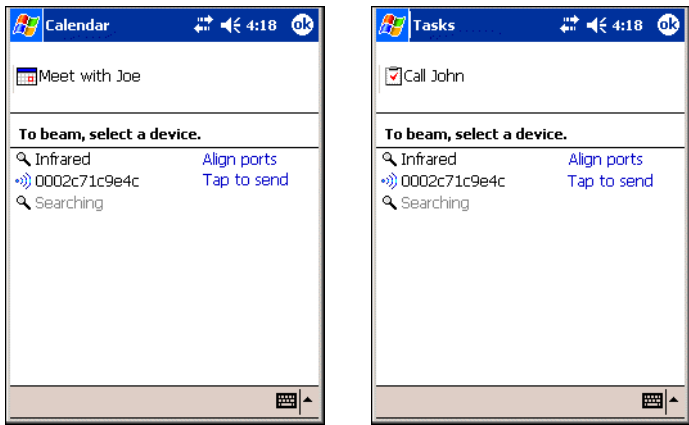 Calendar 4:18 ok
Meet with Joe
To beam, select a device.
Infrared Align ports
0002c71c9e4c Tap to send
Searching
Tasks 4:18 ok
Call John
To beam, select a device.
Infrared Align ports
0002c71c9e4c Tap to send
Searching